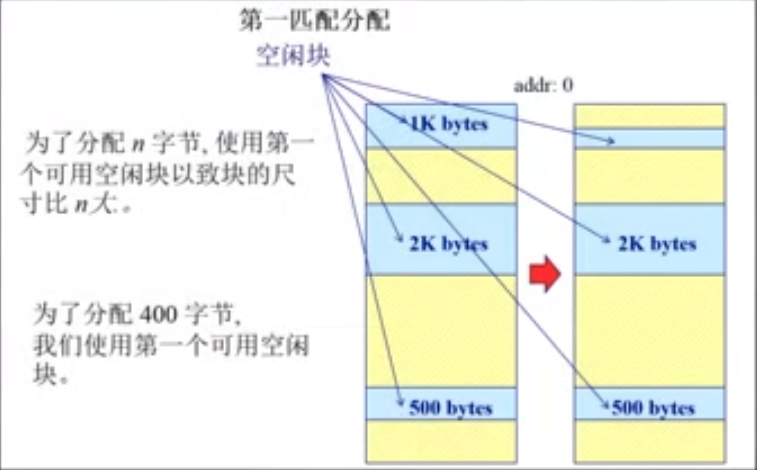 第一匹配分配
空闲块
addr: 0
1K bytes
为了分配 n 字节, 使用第一
个可用空闲块以致块的尺
寸比 n大.。
2K bytes
2K bytes
为了分配 400 字节,
我们使用第一个可用空闲
块。
500 bytes
500 bytes